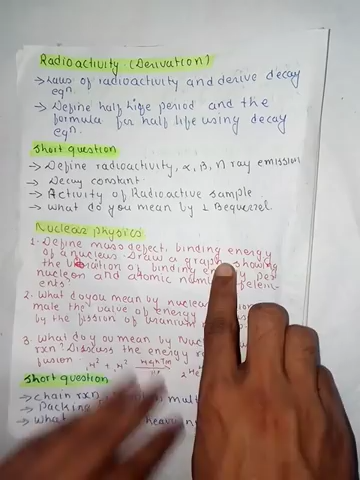 Radioactivity (Derivation)
→ Laws of radioactivity and derive decay
eqn.
→ Define half life period and the
formula for half life using decay
eqn.
Short question
→ Define radioactivity, α, β, n ray emission
→ Decay constant
→ Activity of Radioactive sample
→ what do you mean by 1 Bequerel
Nuclear physics
1. Define mass defect, binding energy
of a nucleus. Draw a graph showing
the variation of binding energy per
nucleon and atomic number of elem-
ents?
2. What do you mean by nuclear
male the value of energy
by the fission of uranium
3. What do you mean by Nuclear
rxn? Discuss the energy
fusion
Short question
→ chain rxn
→ Packing
→ what heavy